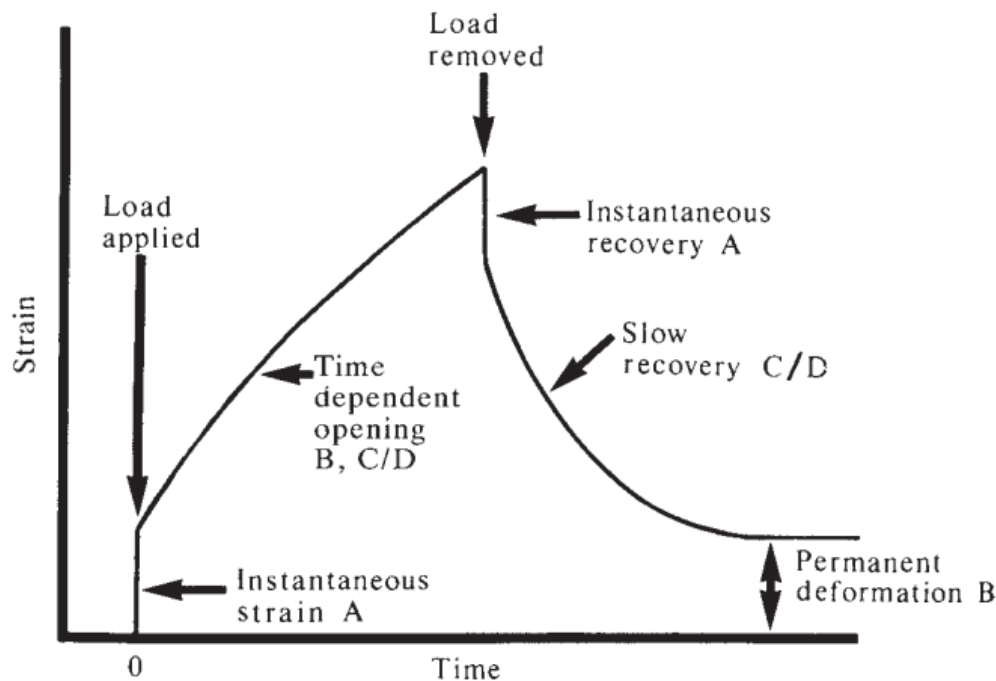 Load
removed
Load
applied
Instantaneous
recovery A
Slow
recovery C/D
Time
dependent
opening
B, C/D
Strain
Instantaneous
strain A
Permanent
deformation B
0
Time